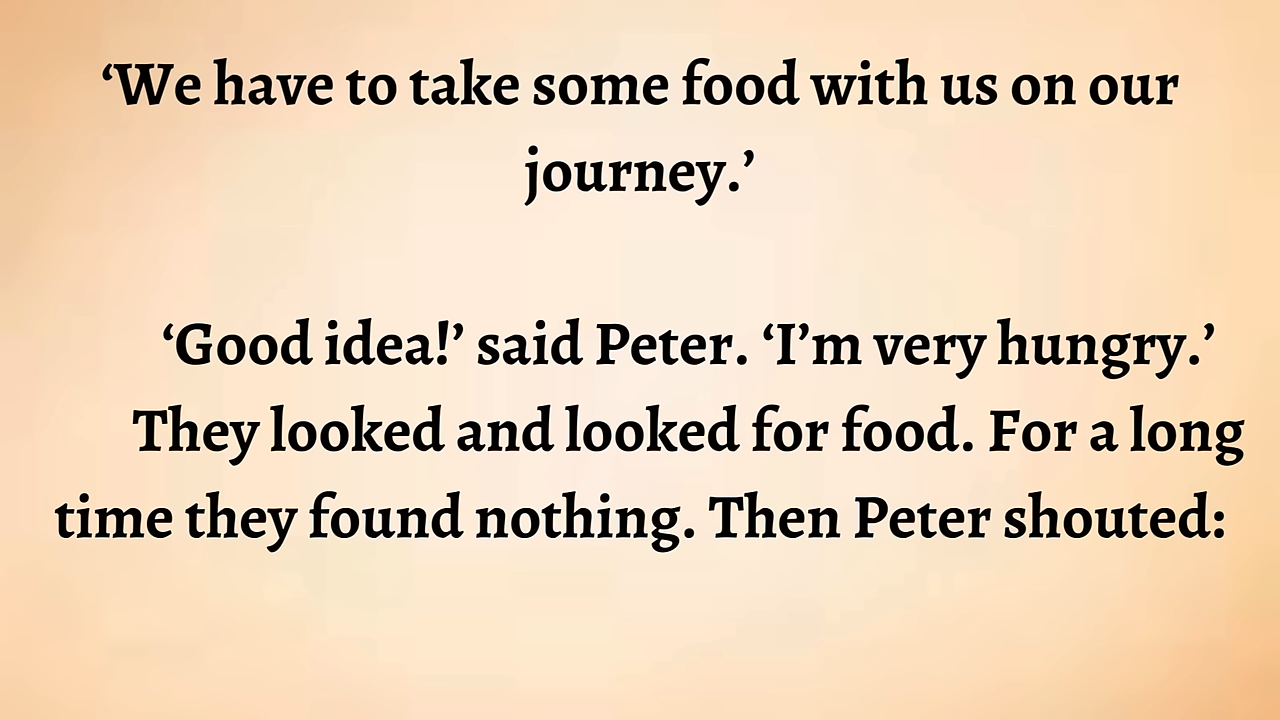 ‘We have to take some food with us on our
journey.’
‘Good idea!’ said Peter. ‘I’m very hungry.’
They looked and looked for food. For a long
time they found nothing. Then Peter shouted: